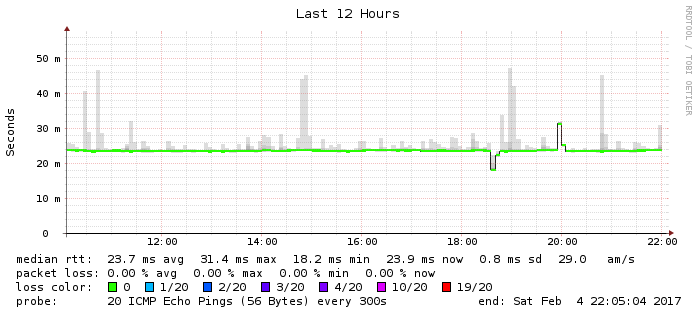 Last 12 Hours
RRDTOOL / TOBI OETIKER
Seconds
50 m
40 m
30 m
20 m
10 m
0
12:00 14:00 16:00 18:00 20:00 22:00
median rtt: 23.7 ms avg 31.4 ms max 18.2 ms min 23.9 ms now 0.8 ms sd 29.0 am/s
packet loss: 0.00 % avg 0.00 % max 0.00 % min 0.00 % now
loss color: 0 1/20 2/20 3/20 4/20 10/20 19/20
probe: 20 ICMP Echo Pings (56 Bytes) every 300s end: Sat Feb 4 22:05:04 2017